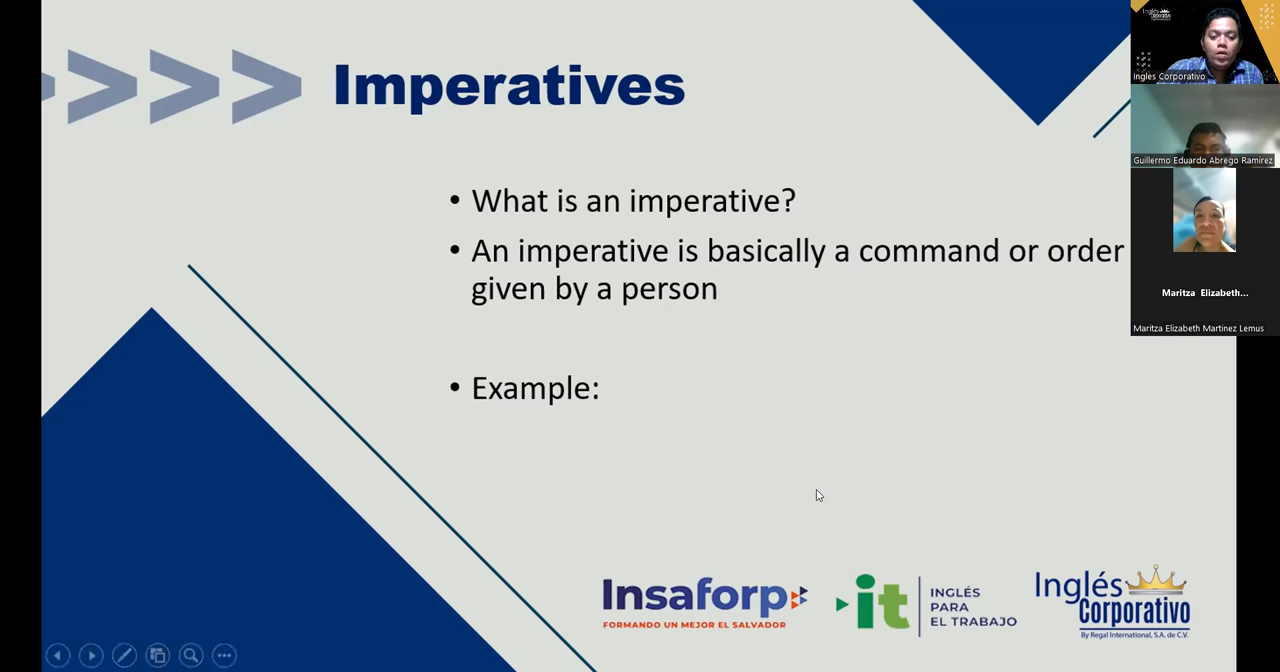 Imperatives
• What is an imperative?
• An imperative is basically a command or order
given by a person
• Example:
Insaforp
FORMANDO UN MEJOR EL SALVADOR
it
INGLÉS
PARA
EL TRABAJO
Inglés
Corporativo
By Regal International, S.A. de C.V.
Inglés
Corporativo
Ingles Corporativo
Guillermo Eduardo Abrego Ramirez
Maritza Elizabeth...
Maritza Elizabeth Martinez Lemus